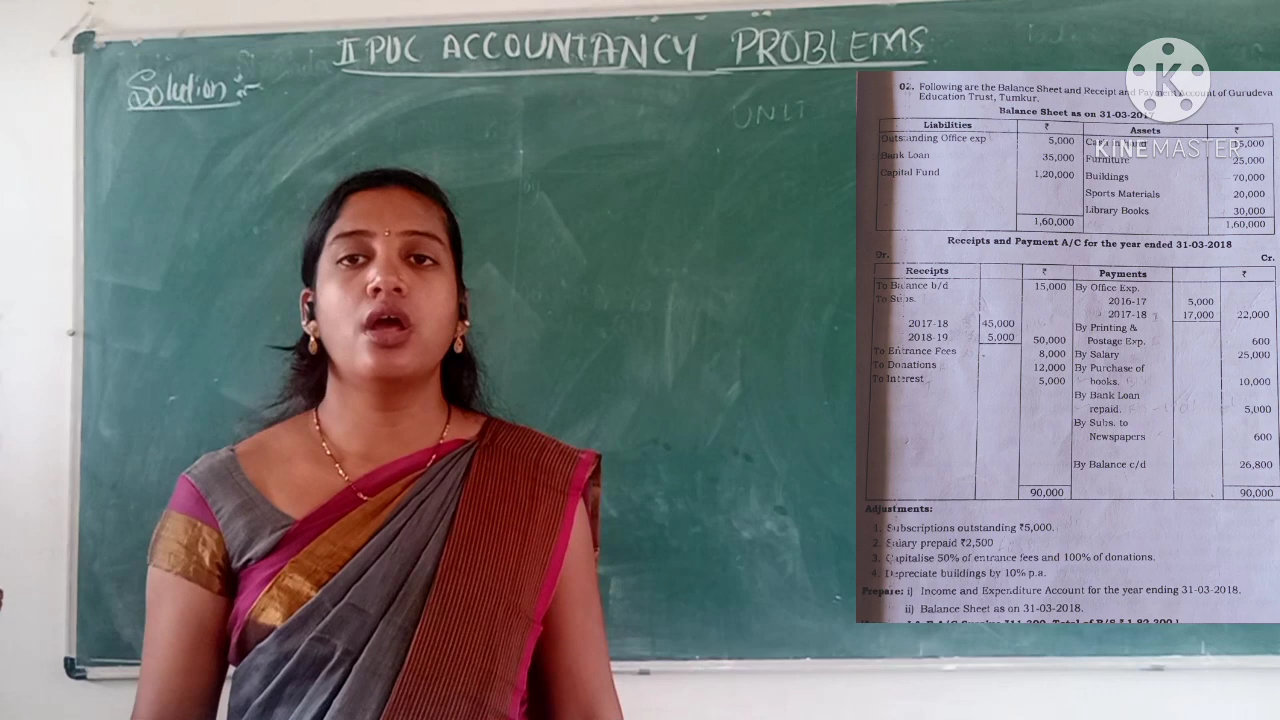 II PUC ACCOUNTANCY PROBLEMS
Solution :-
UNIT
KINEMASTER
02. Following are the Balance Sheet and Receipt and Payment Account of Gurudeva
Education Trust, Tumkur.
Balance Sheet as on 31-03-2017
Liabilities ₹ Assets ₹
Outstanding Office exp 5,000 Cash in hand 15,000
Bank Loan 35,000 Furniture 25,000
Capital Fund 1,20,000 Buildings 70,000
Sports Materials 20,000
Library Books 30,000
1,60,000 1,60,000
Receipts and Payment A/C for the year ended 31-03-2018
Dr. Cr.
Receipts ₹ Payments ₹
To Balance b/d 15,000 By Office Exp.
To Subs. 2016-17 5,000
2017-18 17,000 22,000
2017-18 45,000 By Printing &
2018-19 5,000 50,000 Postage Exp. 600
To Entrance Fees 8,000 By Salary 25,000
To Donations 12,000 By Purchase of
To Interest 5,000 books. 10,000
By Bank Loan
repaid. 5,000
By Subs. to
Newspapers 600
By Balance c/d 26,800
90,000 90,000
Adjustments:
1. Subscriptions outstanding ₹5,000.
2. Salary prepaid ₹2,500
3. Capitalise 50% of entrance fees and 100% of donations.
4. Depreciate buildings by 10% p.a.
Prepare: i) Income and Expenditure Account for the year ending 31-03-2018.
ii) Balance Sheet as on 31-03-2018.